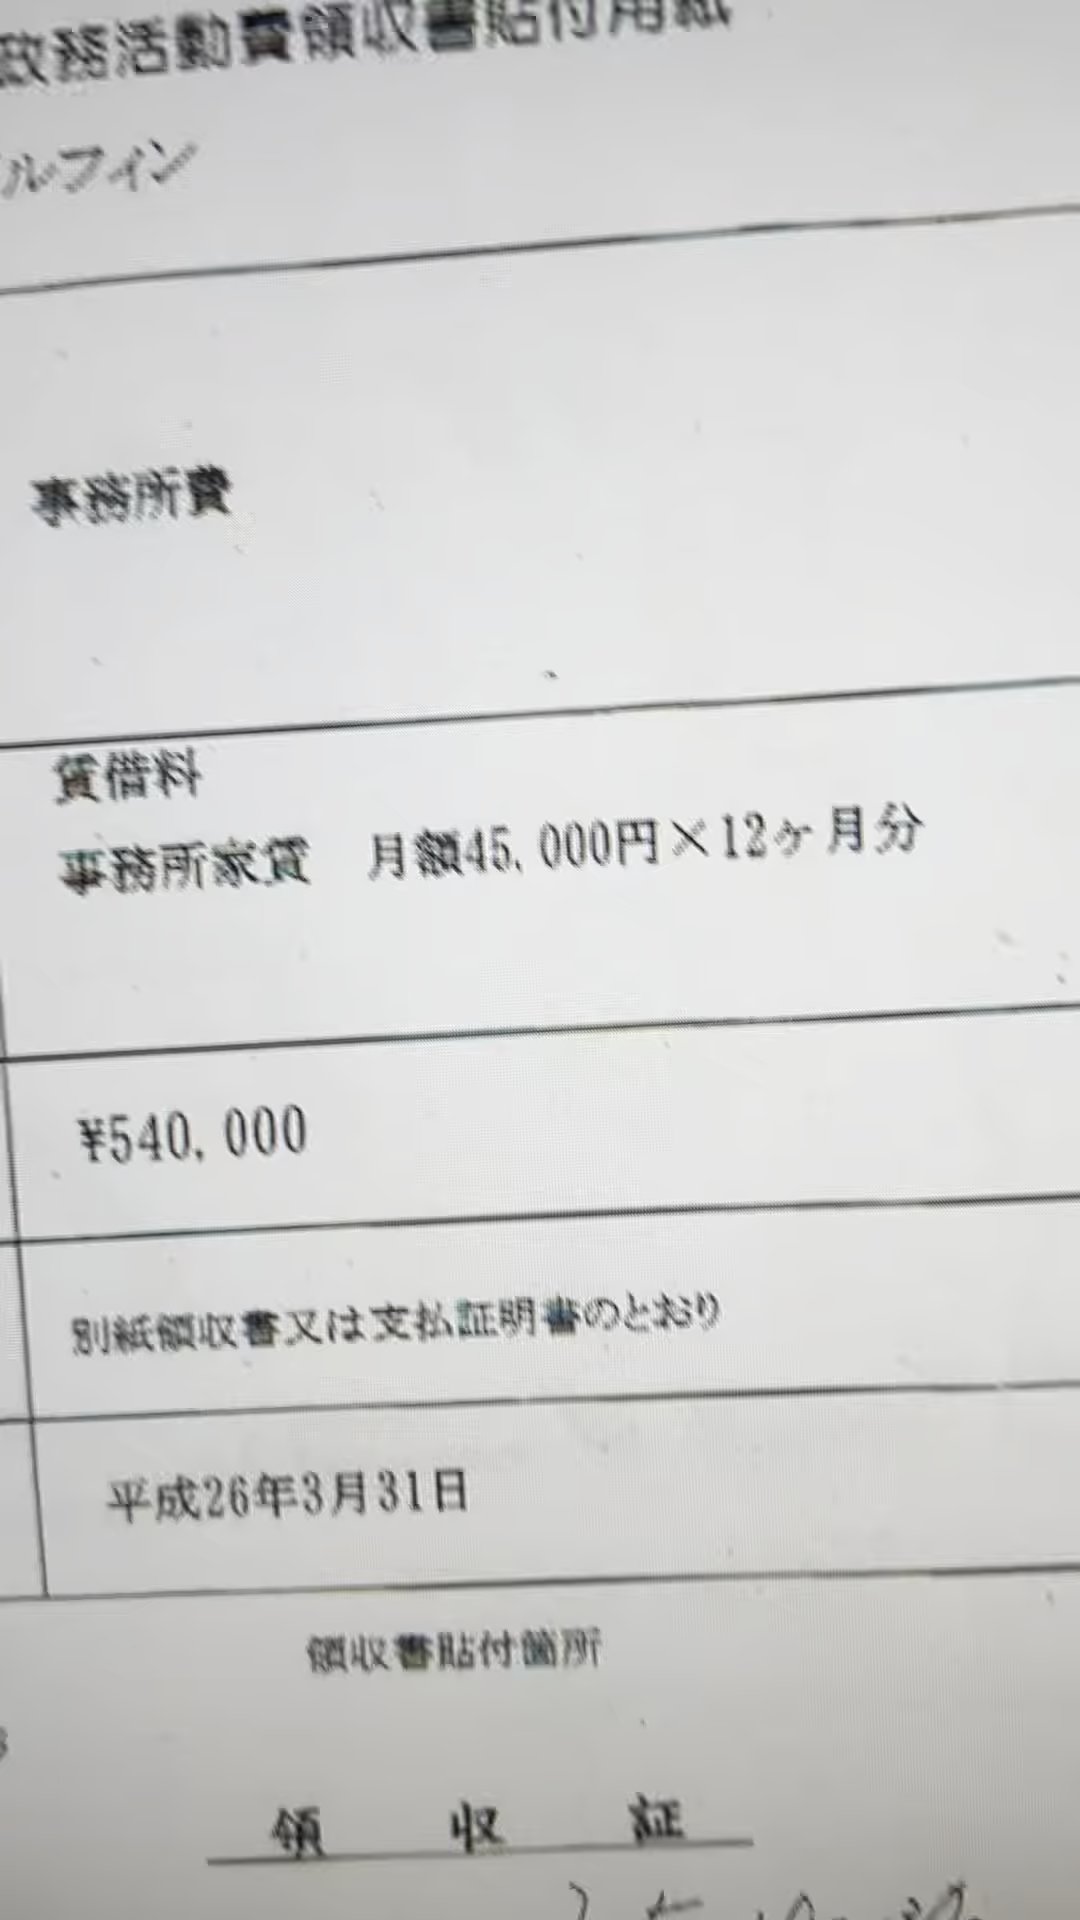 政務活動費領収書貼付用紙
ルフィン
事務所費
賃借料
事務所家賃 月額45,000円×12ヶ月分
¥540,000
別紙領収書又は支払証明書のとおり
平成26年3月31日
領収書貼付箇所
領 収 証